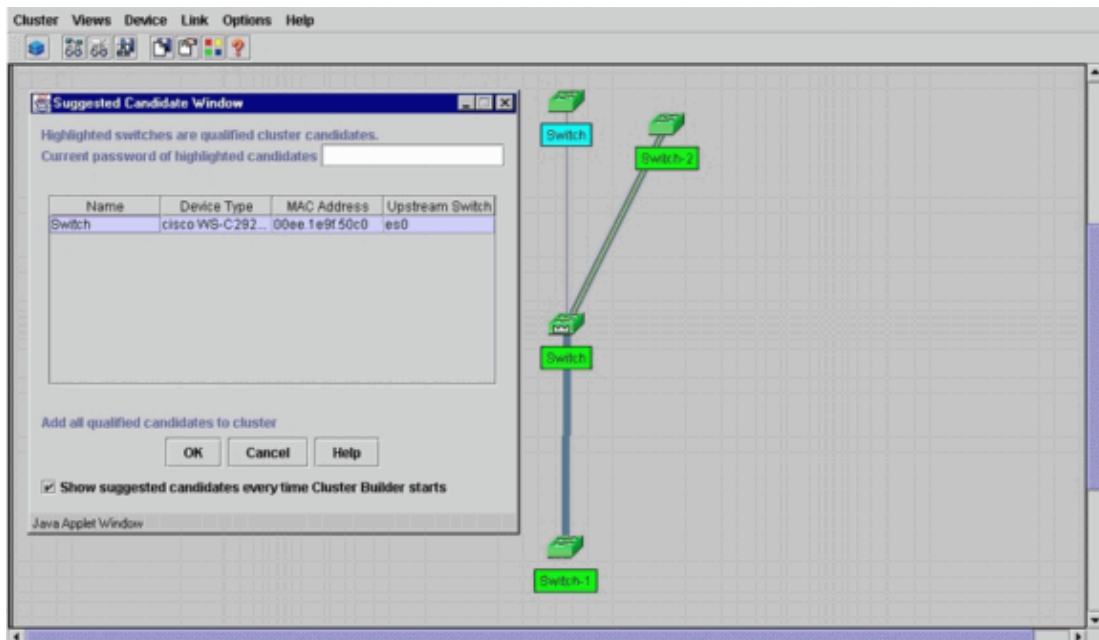 Cluster Views Device Link Options Help
Suggested Candidate Window
Highlighted switches are qualified cluster candidates.
Current password of highlighted candidates
Name Device Type MAC Address Upstream Switch
Switch cisco WS-C292... 00ee.1e9f.50c0 es0
Add all qualified candidates to cluster
OK Cancel Help
Show suggested candidates every time Cluster Builder starts
Java Applet Window
Switch
Switch-2
Switch
Switch-1